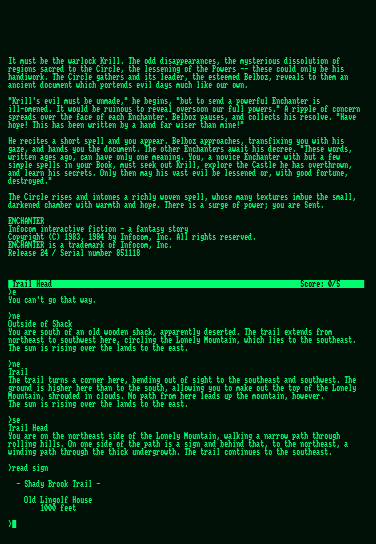 It must be the warlock Krill. The odd disappearances, the mysterious dissolution of
regions sacred to the Circle, the lessening of the Powers -- these could only be his
handiwork. The Circle gathers and its leader, the esteemed Belboz, reveals to them an
ancient document which portends evil days much like our own.

"Krill's evil must be unmade," he begins, "but to send a powerful Enchanter is
ill-omened. It would be ruinous to reveal oversoon our full powers." A ripple of concern
spreads over the face of each Enchanter. Belboz pauses, and collects his resolve. "Have
hope! This has been written by a hand far wiser than mine!"

He recites a short spell and you appear. Belboz approaches, transfixing you with his
gaze, and hands you the document. The other Enchanters await his decree. "These words,
written ages ago, can have only one meaning. You, a novice Enchanter with but a few
simple spells in your Book, must seek out Krill, explore the Castle he has overthrown,
and learn his secrets. Only then may his vast evil be lessened or, with good fortune,
destroyed."

The Circle rises and intones a richly woven spell, whose many textures imbue the small,
darkened chamber with warmth and hope. There is a surge of power; you are Sent.

ENCHANTER
Infocom interactive fiction - a fantasy story
Copyright (C) 1983, 1984 by Infocom, Inc. All rights reserved.
ENCHANTER is a trademark of Infocom, Inc.
Release 24 / Serial number 851118

Trail Head Score: 0/5
>e
You can't go that way.

>ne
Outside of Shack
You are south of an old wooden shack, apparently deserted. The trail extends from
northeast to southwest here, circling the Lonely Mountain, which lies to the southeast.
The sun is rising over the lands to the east.

>ne
Trail
The trail turns a corner here, bending out of sight to the southeast and southwest. The
ground is higher here than to the south, allowing you to make out the top of the Lonely
Mountain, shrouded in clouds. No path from here leads up the mountain, however.
The sun is rising over the lands to the east.

>se
Trail Head
You are on the northeast side of the Lonely Mountain, walking a narrow path through
rolling hills. On one side of the path is a sign and behind that, to the northeast, a
winding path through the thick undergrowth. The trail continues to the southeast.

>read sign

- Shady Brook Trail -

Old Lingolf House
1000 feet

>